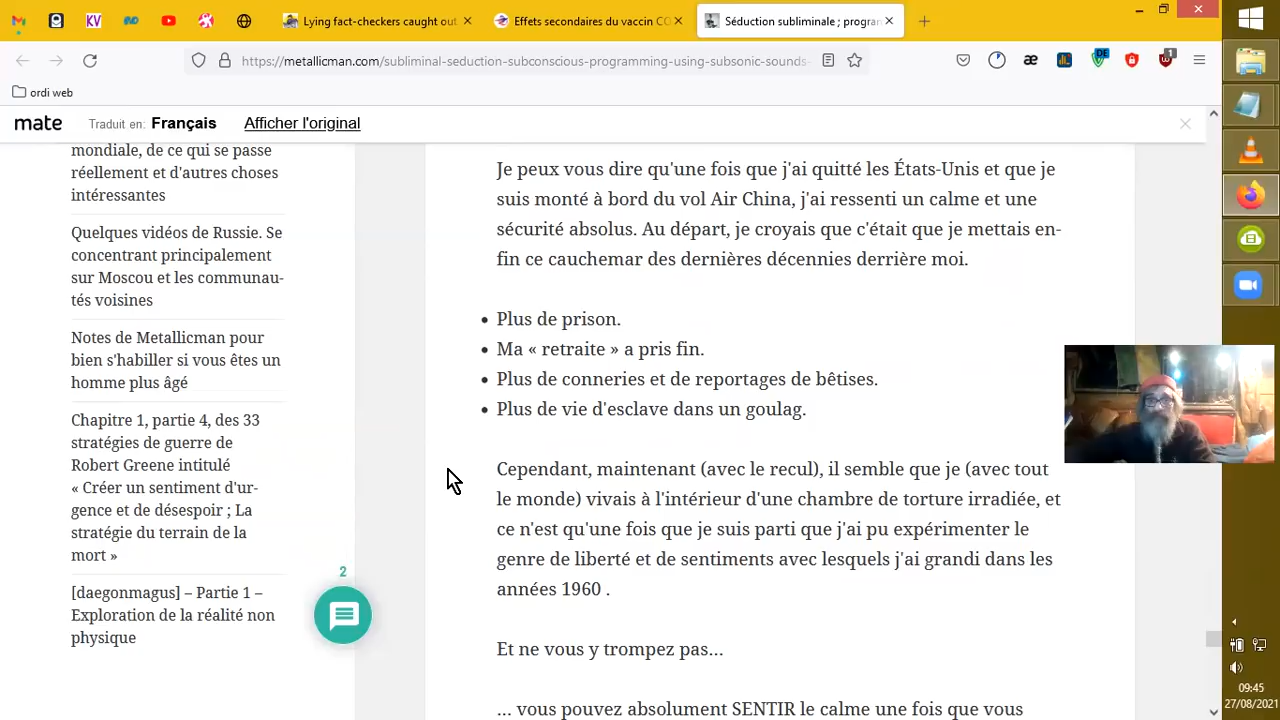 Lying fact-checkers caught out
Effets secondaires du vaccin CO
Séduction subliminale ; progran
https://metallicman.com/subliminal-seduction-subconscious-programming-using-subsonic-sounds-
ordi web
mate
Traduit en: Français
Afficher l'original
mondiale, de ce qui se passe
réellement et d'autres choses
intéressantes
Quelques vidéos de Russie. Se
concentrant principalement
sur Moscou et les communau-
tés voisines
Notes de Metallicman pour
bien s'habiller si vous êtes un
homme plus âgé
Chapitre 1, partie 4, des 33
stratégies de guerre de
Robert Greene intitulé
« Créer un sentiment d'ur-
gence et de désespoir ; La
stratégie du terrain de la
mort »
[daegonmagus] – Partie 1 –
Exploration de la réalité non
physique
2
Je peux vous dire qu'une fois que j'ai quitté les États-Unis et que je
suis monté à bord du vol Air China, j'ai ressenti un calme et une
sécurité absolus. Au départ, je croyais que c'était que je mettais en-
fin ce cauchemar des dernières décennies derrière moi.
• Plus de prison.
• Ma « retraite » a pris fin.
• Plus de conneries et de reportages de bêtises.
• Plus de vie d'esclave dans un goulag.
Cependant, maintenant (avec le recul), il semble que je (avec tout
le monde) vivais à l'intérieur d'une chambre de torture irradiée, et
ce n'est qu'une fois que je suis parti que j'ai pu expérimenter le
genre de liberté et de sentiments avec lesquels j'ai grandi dans les
années 1960 .
Et ne vous y trompez pas...
... vous pouvez absolument SENTIR le calme une fois que vous
KV
æ
DE
1
09:45
27/08/2021